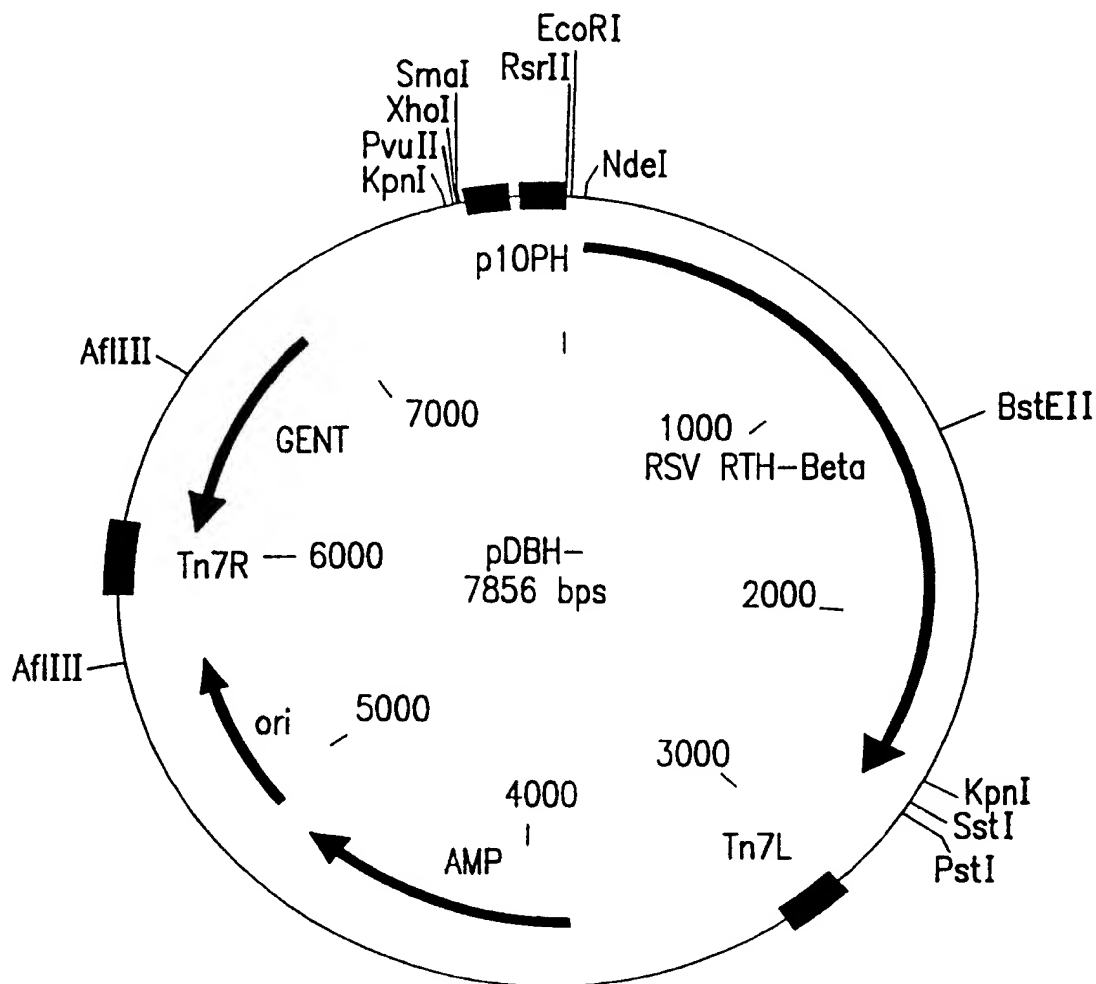 EcoRI
RsrII
SmaI
XhoI
PvuII
KpnI
NdeI
p10PH
AflIII
7000
GENT
1000
RSV RTH-Beta
BstEII
Tn7R
6000
pDBH-
7856 bps
2000
AflIII
ori
5000
3000
4000
AMP
Tn7L
KpnI
SstI
PstI